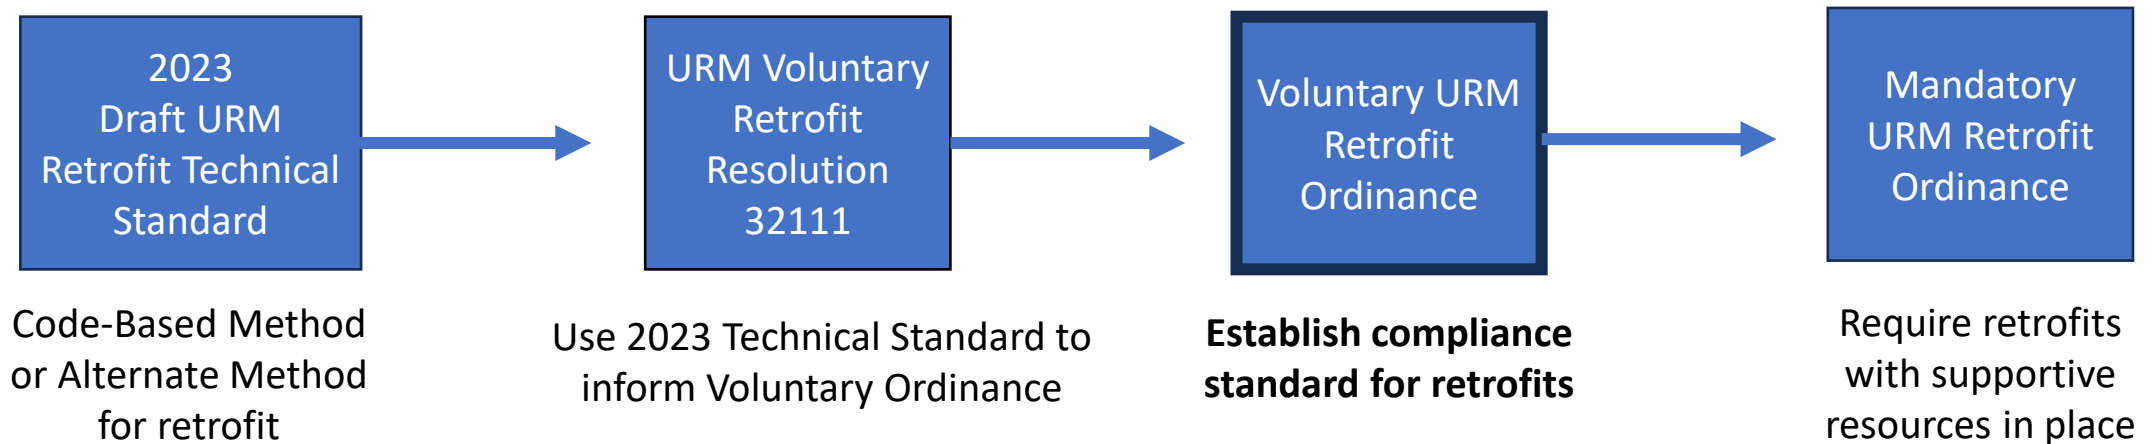 2023
Draft URM
Retrofit Technical
Standard
URM Voluntary
Retrofit
Resolution
32111
Voluntary URM
Retrofit
Ordinance
Mandatory
URM Retrofit
Ordinance
Code-Based Method
or Alternate Method
for retrofit
Use 2023 Technical Standard to
inform Voluntary Ordinance
Establish compliance
standard for retrofits
Require retrofits
with supportive
resources in place